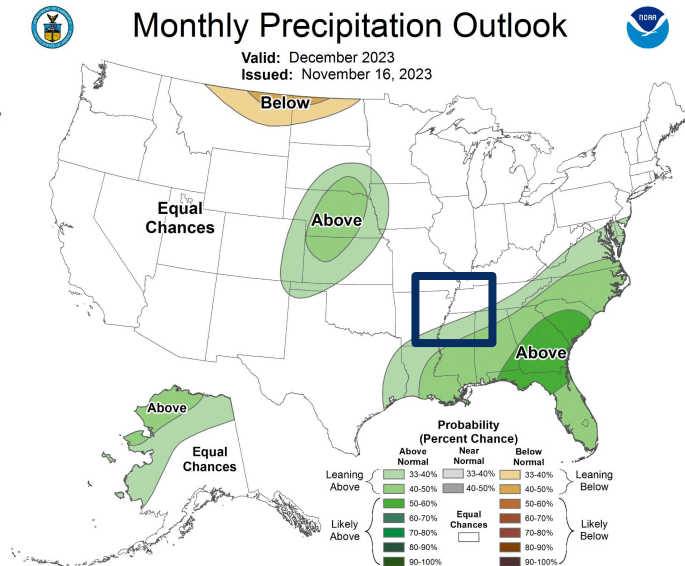 Monthly Precipitation Outlook
NOAA
Valid: December 2023
Issued: November 16, 2023
Below
Equal
Chances
Above
Above
Above
Equal
Chances
Probability
(Percent Chance)
Above
Normal
Near
Normal
Below
Normal
Leaning
Above
33-40% 33-40% 33-40%
40-50% 40-50% 40-50%
Leaning
Below
Likely
Above
50-60% 50-60%
60-70% 60-70%
70-80% 70-80%
80-90% 80-90%
90-100% 90-100%
Equal
Chances
Likely
Below